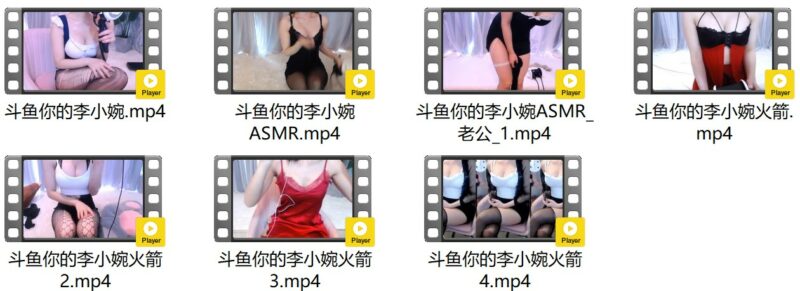 Player
Player
Player
Player
斗鱼你的李小婉.mp4
斗鱼你的李小婉
ASMR.mp4
斗鱼你的李小婉ASMR_
老公_1.mp4
斗鱼你的李小婉火箭.
mp4
Player
Player
Player
斗鱼你的李小婉火箭
2.mp4
斗鱼你的李小婉火箭
3.mp4
斗鱼你的李小婉火箭
4.mp4